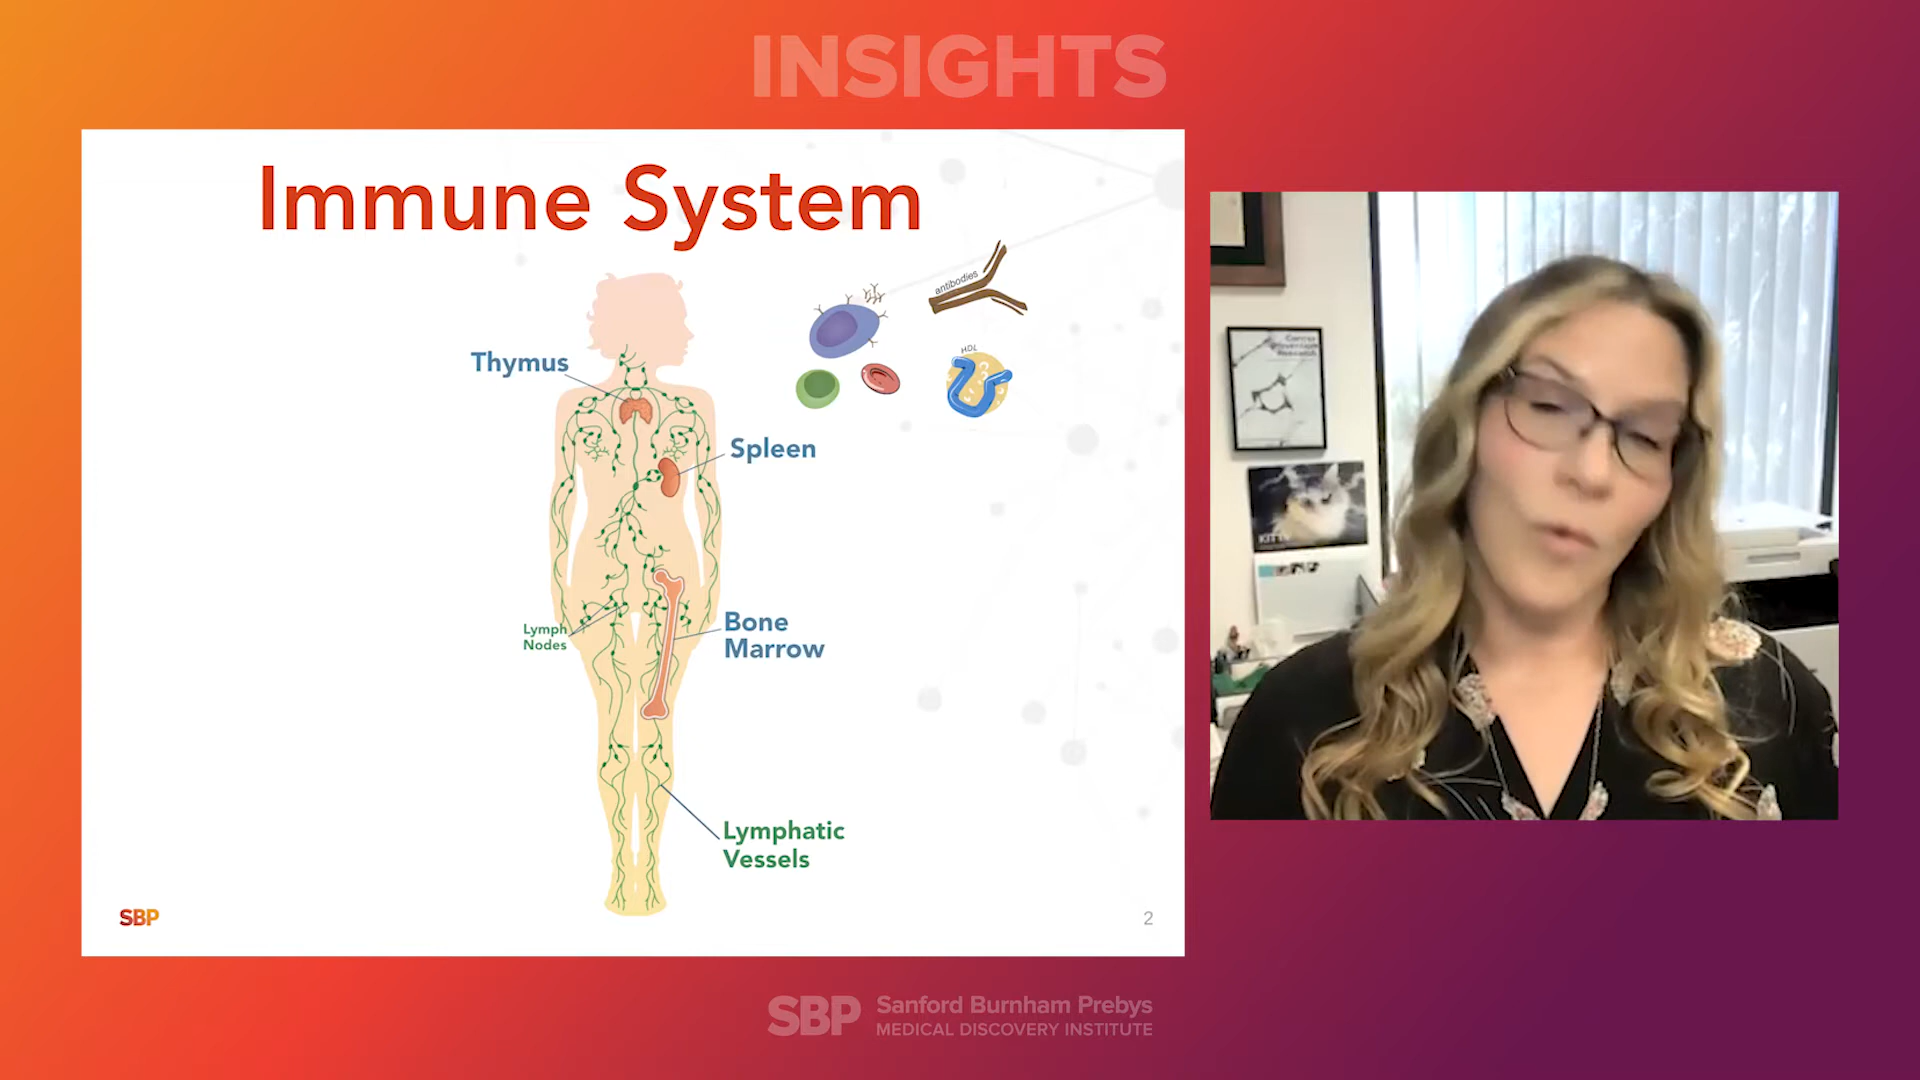 INSIGHTS
Immune System
antibodies
HDL
Thymus
Spleen
Lymph
Nodes
Bone
Marrow
Lymphatic
Vessels
SBP
2
SBP
Sanford Burnham Prebys
MEDICAL DISCOVERY INSTITUTE